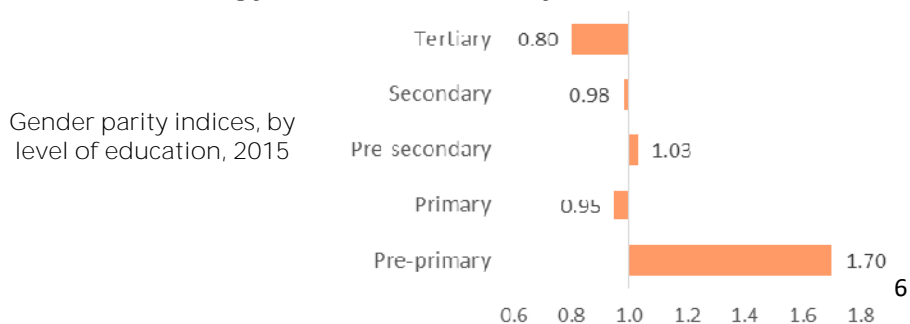 Tertiary 0.80
Secondary 0.98
Gender parity indices, by
level of education, 2015
Pre-secondary 1.03
Primary 0.95
Pre-primary 1.70
6
0.6 0.8 1.0 1.2 1.4 1.6 1.8